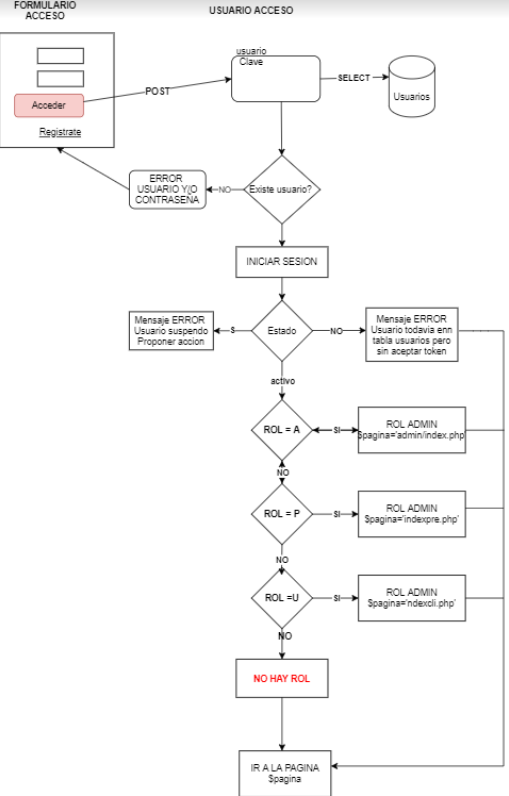 FORMULARIO
ACCESO
USUARIO ACCESO
usuario
Clave
Acceder
POST
SELECT
Usuarios
Registrate
ERROR
USUARIO Y/O
CONTRASEÑA
NO
Existe usuario?
INICIAR SESION
Mensaje ERROR
Usuario suspendo
Proponer accion
S
Estado
NO
Mensaje ERROR
Usuario todavia enn
tabla usuarios pero
sin aceptar token
activo
ROL = A
SI
ROL ADMIN
$pagina='admin/index.php
NO
ROL = P
SI
ROL ADMIN
$pagina='indexpre.php'
NO
ROL =U
SI
ROL ADMIN
$pagina='ndexcli.php'
NO
NO HAY ROL
IR A LA PAGINA
$pagina